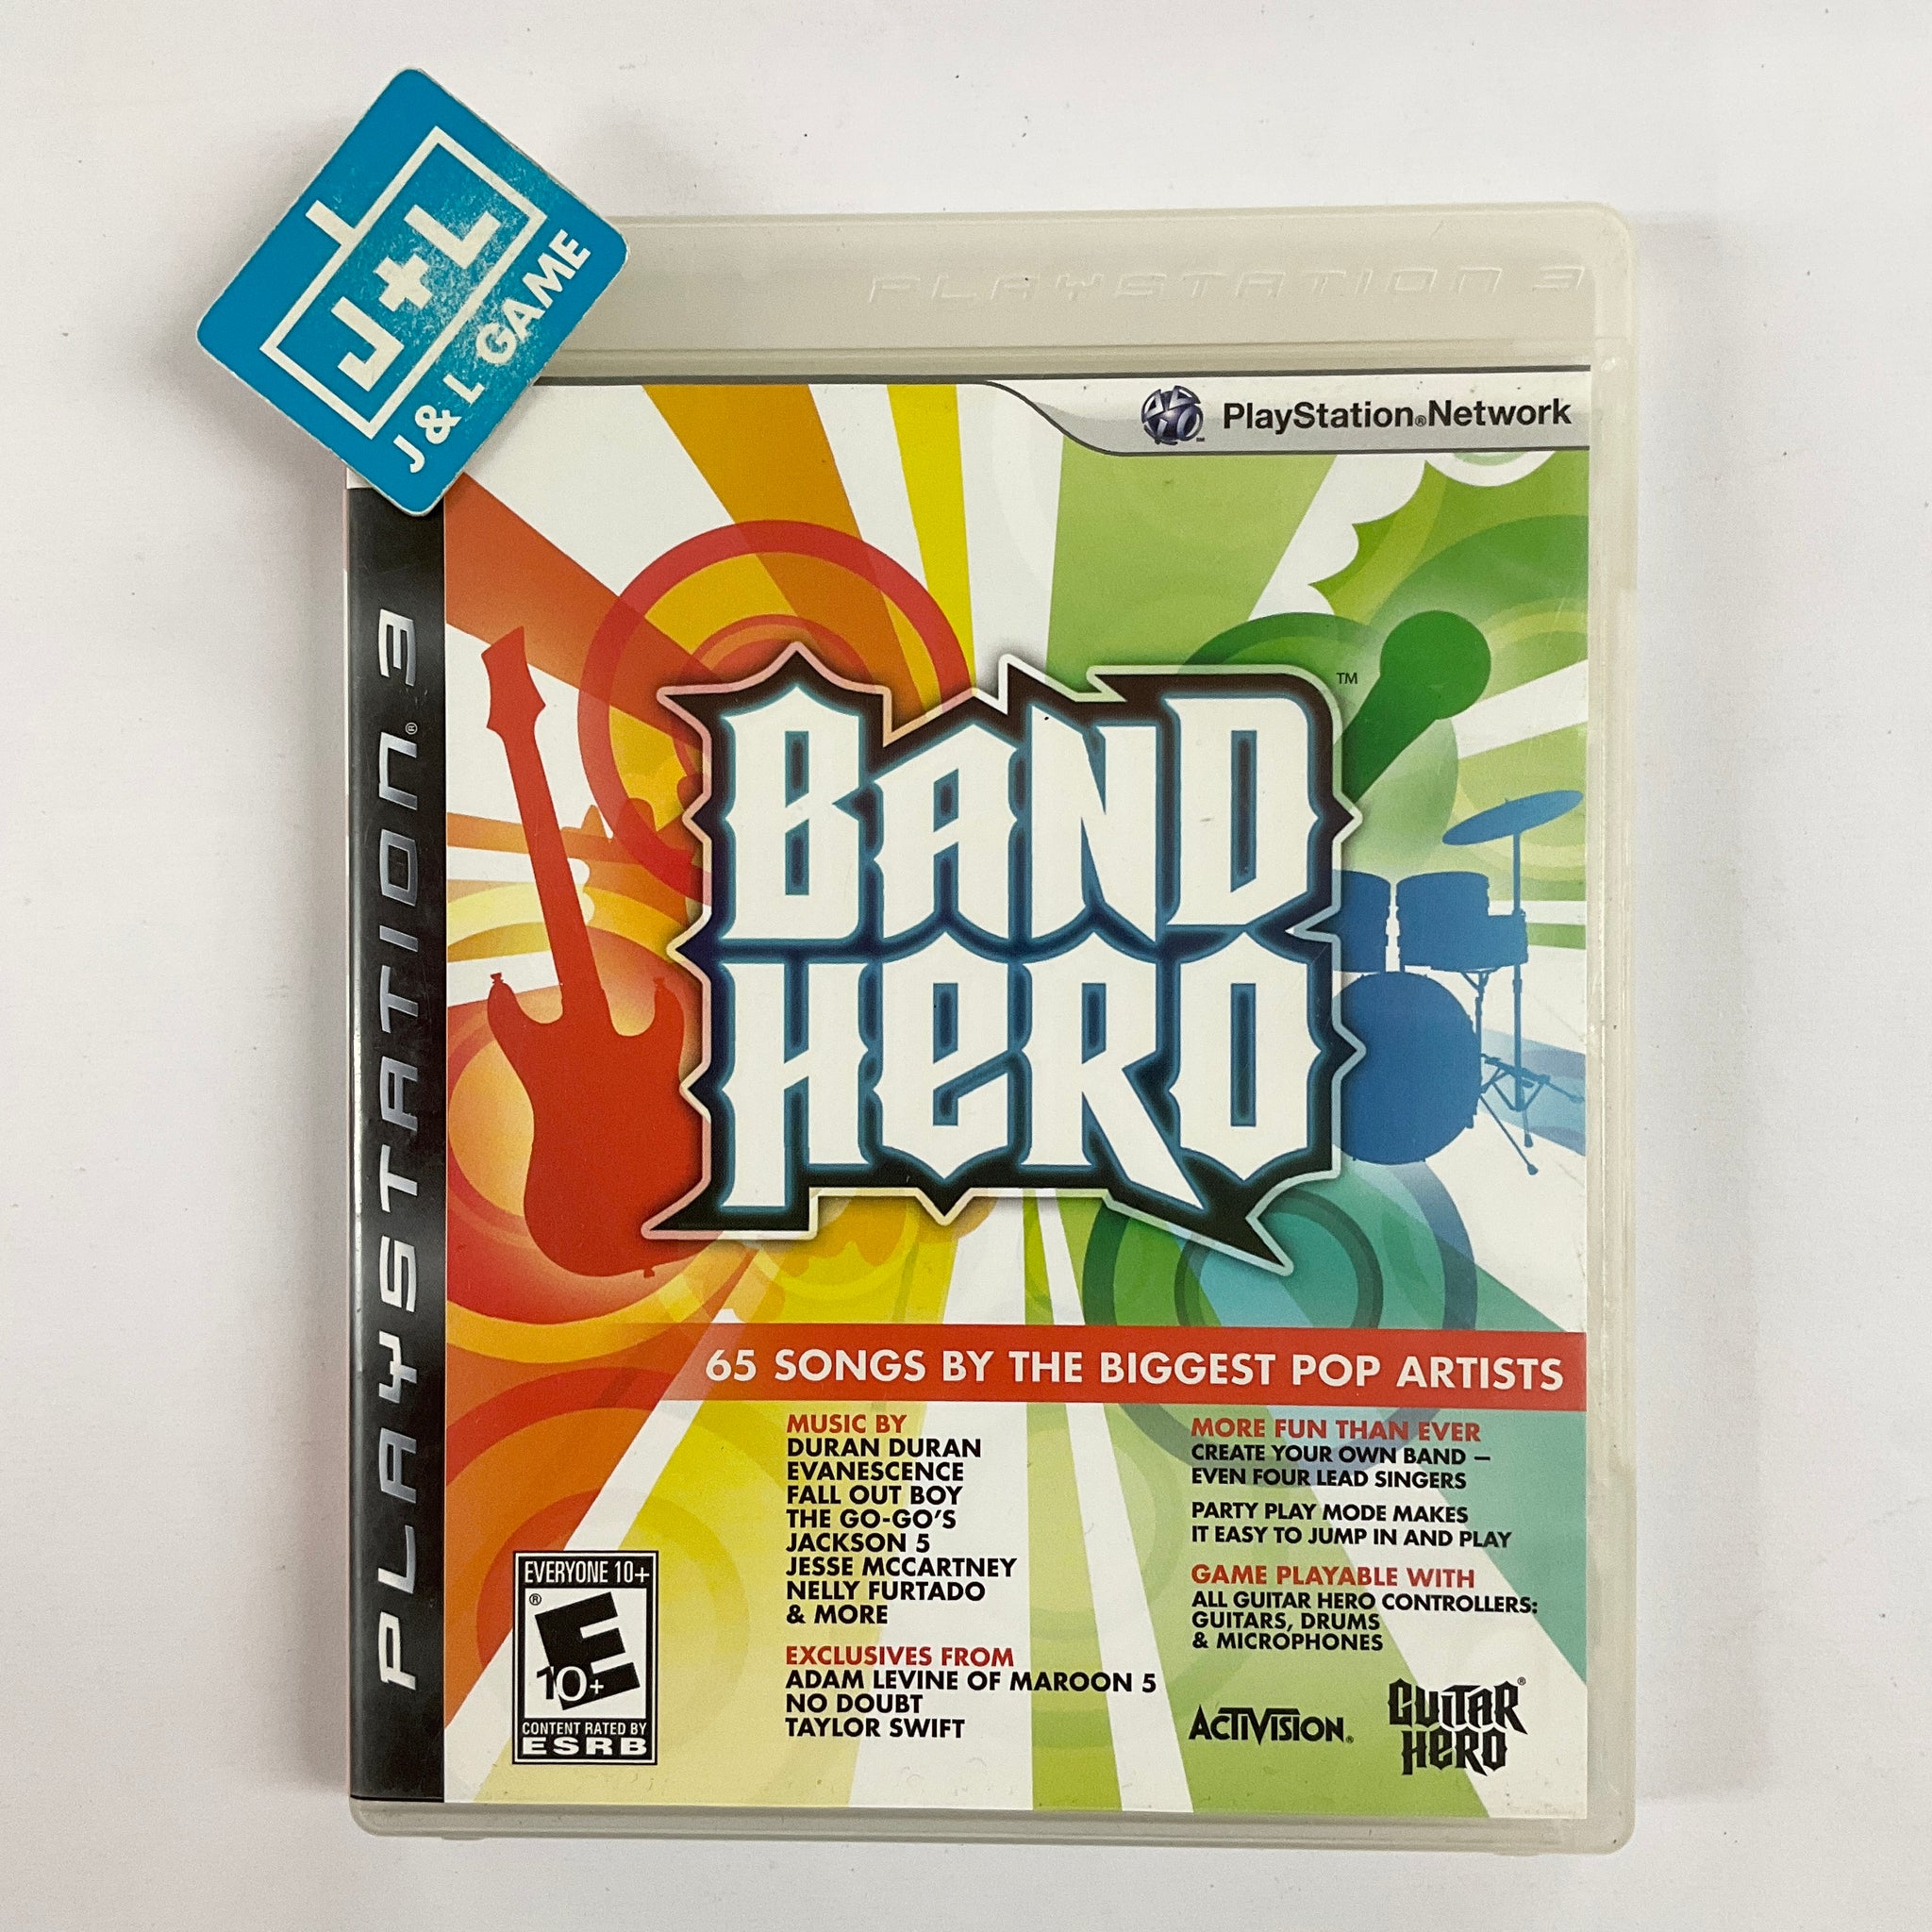 J+L
J & L GAME
PLAYSTATION 3
PlayStation®Network
PLAYSTATION®3
BAND
HERO
™
65 SONGS BY THE BIGGEST POP ARTISTS
MUSIC BY
DURAN DURAN
EVANESCENCE
FALL OUT BOY
THE GO-GO'S
JACKSON 5
JESSE MCCARTNEY
NELLY FURTADO
& MORE
EXCLUSIVES FROM
ADAM LEVINE OF MAROON 5
NO DOUBT
TAYLOR SWIFT
MORE FUN THAN EVER
CREATE YOUR OWN BAND –
EVEN FOUR LEAD SINGERS
PARTY PLAY MODE MAKES
IT EASY TO JUMP IN AND PLAY
GAME PLAYABLE WITH
ALL GUITAR HERO CONTROLLERS:
GUITARS, DRUMS
& MICROPHONES
EVERYONE 10+
®
E
10+
CONTENT RATED BY
ESRB
ACTIVISION®
GUITAR®
HERO